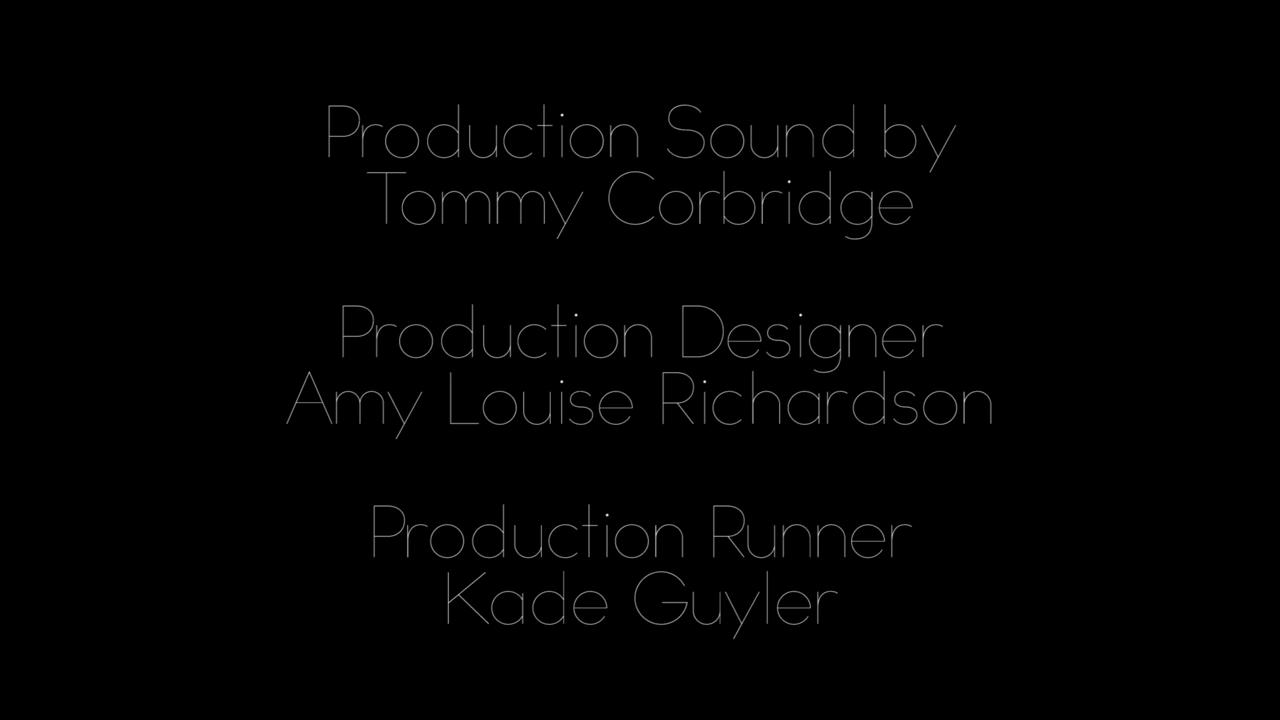 Production Sound by
Tommy Corbridge
Production Designer
Amy Louise Richardson
Production Runner
Kade Guyler